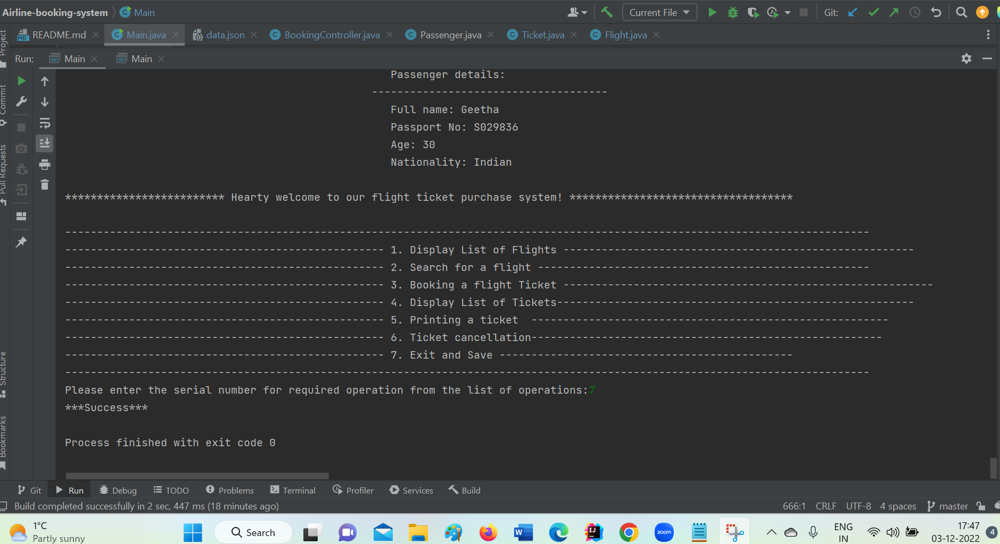 Airline-booking-system Main
Current File Git:
README.md Main.java data.json BookingController.java Passenger.java Ticket.java Flight.java
Run: Main Main
Project
Commit
Pull Requests
Structure
Bookmarks
Passenger details:
-------------------------------------
Full name: Geetha
Passport No: S029836
Age: 30
Nationality: Indian
************************* Hearty welcome to our flight ticket purchase system! ***********************************
------------------------------------------------------------------------------------------------------------------------------
-------------------------------------------------- 1. Display List of Flights -------------------------------------------------------
-------------------------------------------------- 2. Search for a flight ----------------------------------------------------
-------------------------------------------------- 3. Booking a flight Ticket ----------------------------------------------------------
-------------------------------------------------- 4. Display List of Tickets--------------------------------------------------------
-------------------------------------------------- 5. Printing a ticket  --------------------------------------------------------
-------------------------------------------------- 6. Ticket cancellation-------------------------------------------------------
-------------------------------------------------- 7. Exit and Save ----------------------------------------------
------------------------------------------------------------------------------------------------------------------------------
Please enter the serial number for required operation from the list of operations:7
***Success***
Process finished with exit code 0
Git Run Debug TODO Problems Terminal Profiler Services Build
Build completed successfully in 2 sec, 447 ms (18 minutes ago) 666:1 CRLF UTF-8 4 spaces master
1°C
Partly sunny
Search
zoom
ENG
IN
17:47
03-12-2022
4